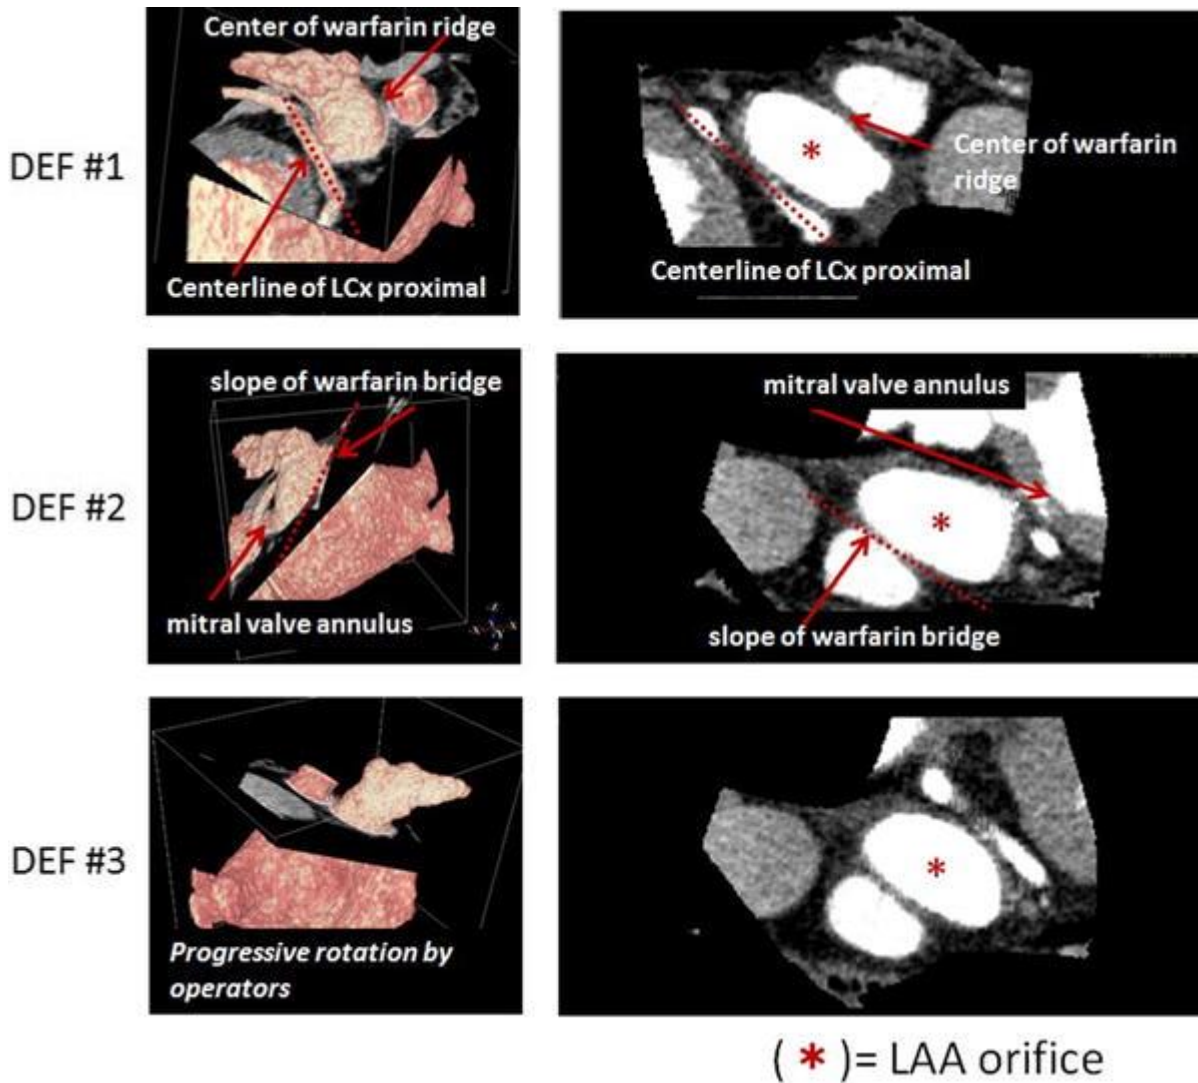 Center of warfarin ridge
DEF #1
Centerline of LCx proximal
Center of warfarin
ridge
Centerline of LCx proximal
slope of warfarin bridge
DEF #2
mitral valve annulus
mitral valve annulus
slope of warfarin bridge
DEF #3
Progressive rotation by
operators
( * )= LAA orifice